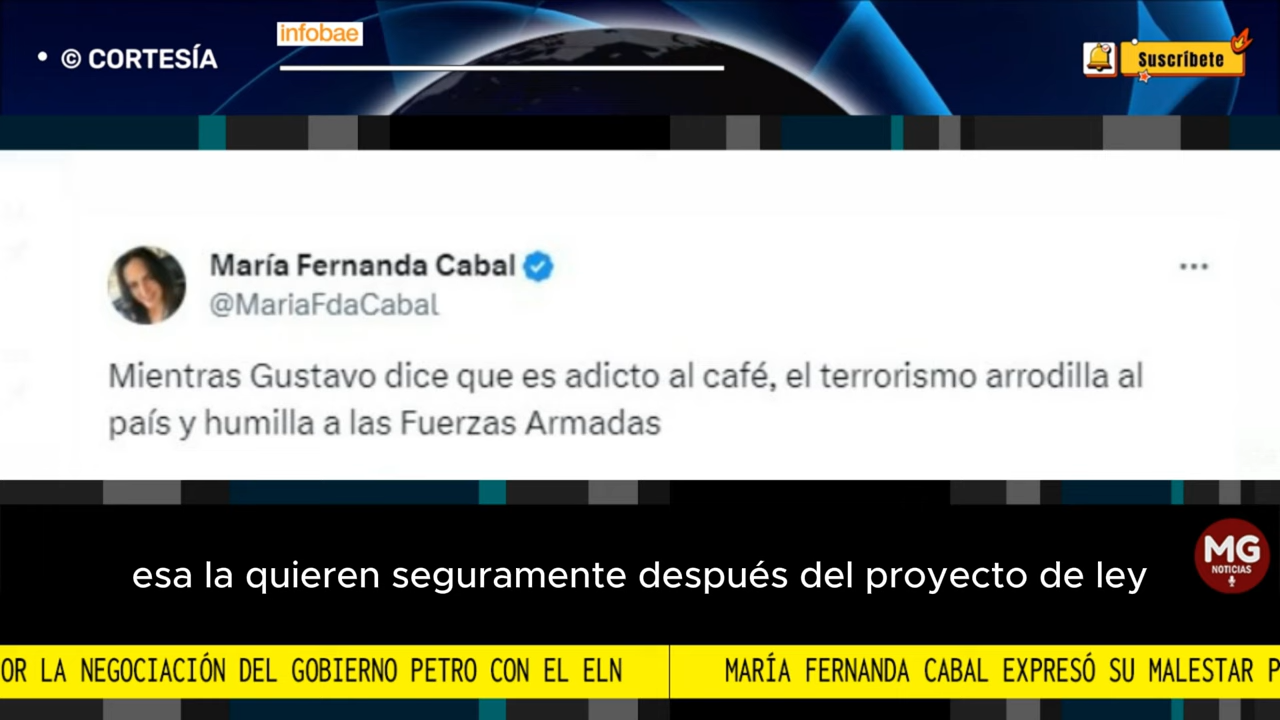 infobae
• © CORTESÍA
Suscríbete
María Fernanda Cabal
@MariaFdaCabal
Mientras Gustavo dice que es adicto al café, el terrorismo arrodilla al
país y humilla a las Fuerzas Armadas
MG
NOTICIAS
esa la quieren seguramente después del proyecto de ley
OR LA NEGOCIACIÓN DEL GOBIERNO PETRO CON EL ELN
MARÍA FERNANDA CABAL EXPRESÓ SU MALESTAR P